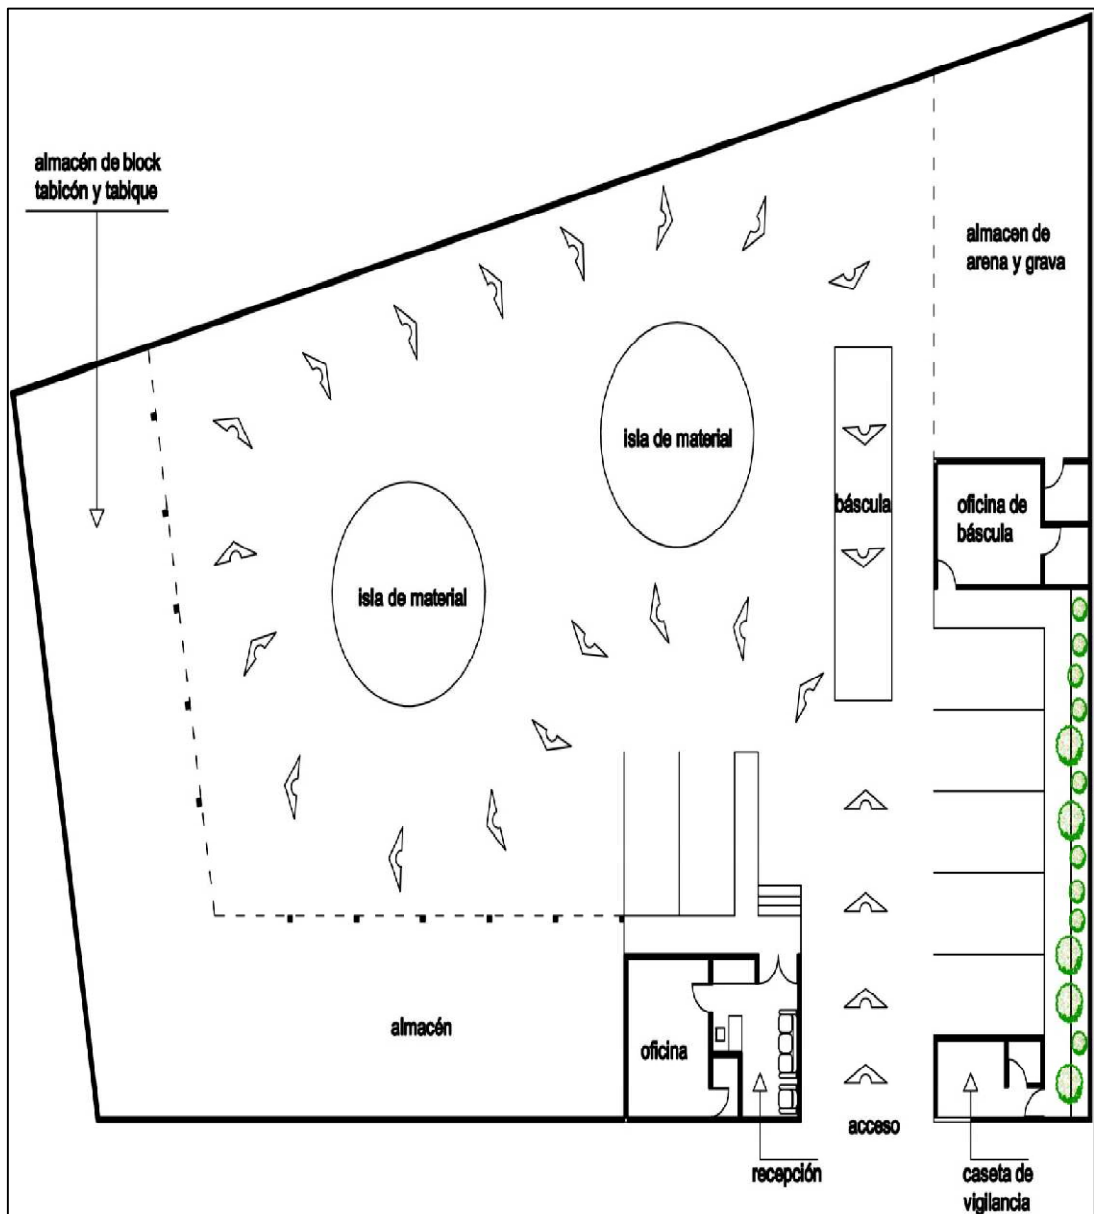 almacén de block
tabicón y tabique
almacen de
arena y grava
isla de material
báscula
oficina de
báscula
isla de material
almacén
oficina
acceso
recepción
caseta de
vigilancia